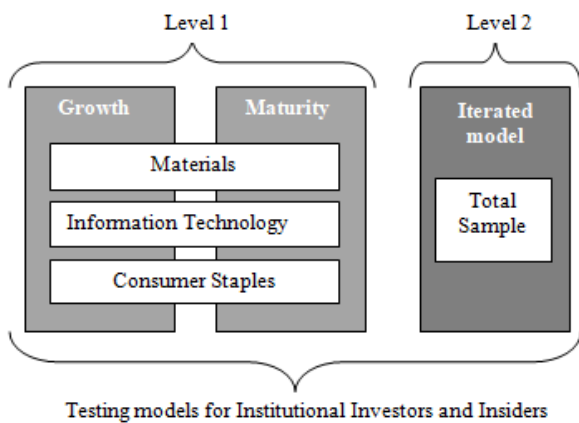 Level 1
Level 2
Growth
Maturity
Iterated
model
Materials
Information Technology
Consumer Staples
Total
Sample
Testing models for Institutional Investors and Insiders